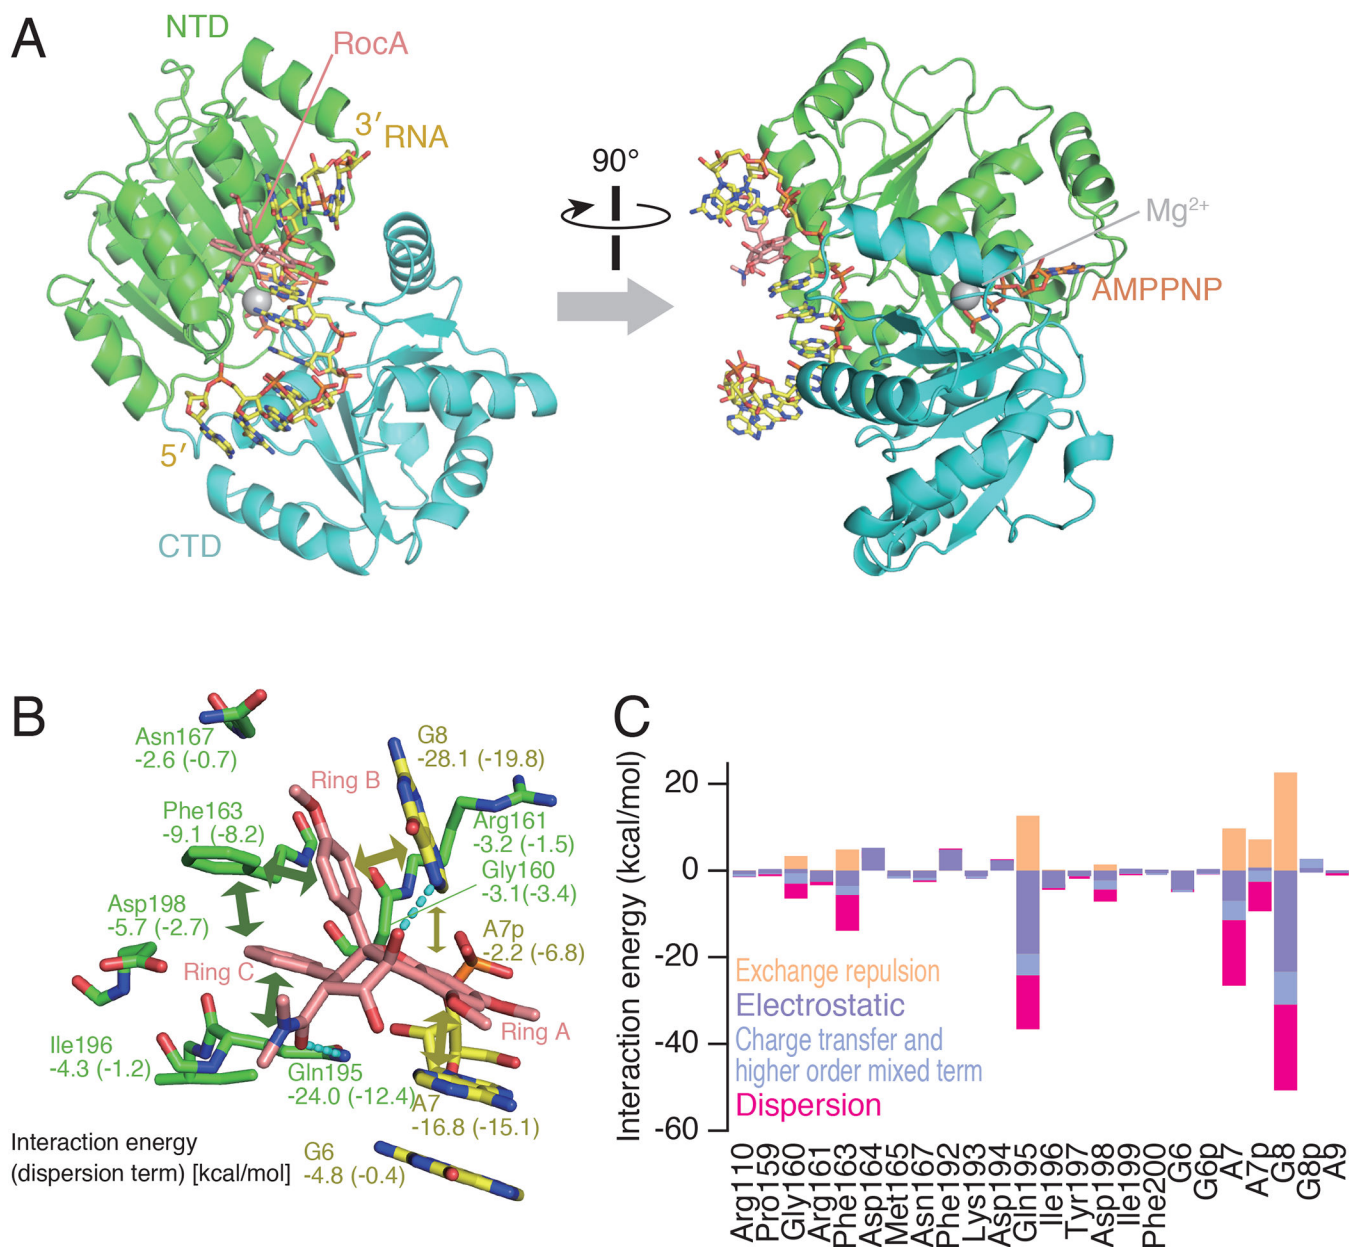 A
NTD
RocA
3′
RNA
5′
CTD
90°
Mg2+
AMPPNP
B
Asn167
-2.6 (-0.7)
G8
-28.1 (-19.8)
Ring B
Phe163
-9.1 (-8.2)
Arg161
-3.2 (-1.5)
Gly160
-3.1(-3.4)
Asp198
-5.7 (-2.7)
A7p
-2.2 (-6.8)
Ring C
Ring A
Ile196
-4.3 (-1.2)
Gln195
-24.0 (-12.4)
A7
-16.8 (-15.1)
Interaction energy
(dispersion term) [kcal/mol]
G6
-4.8 (-0.4)
C
Interaction energy (kcal/mol)
20
0
-20
-40
-60
Exchange repulsion
Electrostatic
Charge transfer and
higher order mixed term
Dispersion
Arg110
Pro159
Gly160
Arg161
Phe163
Asp164
Met165
Asn167
Phe192
Lys193
Asp194
Gln195
Ile196
Tyr197
Asp198
Ile199
Phe200
G6
G6p
A7
A7p
G8
G8p
A9